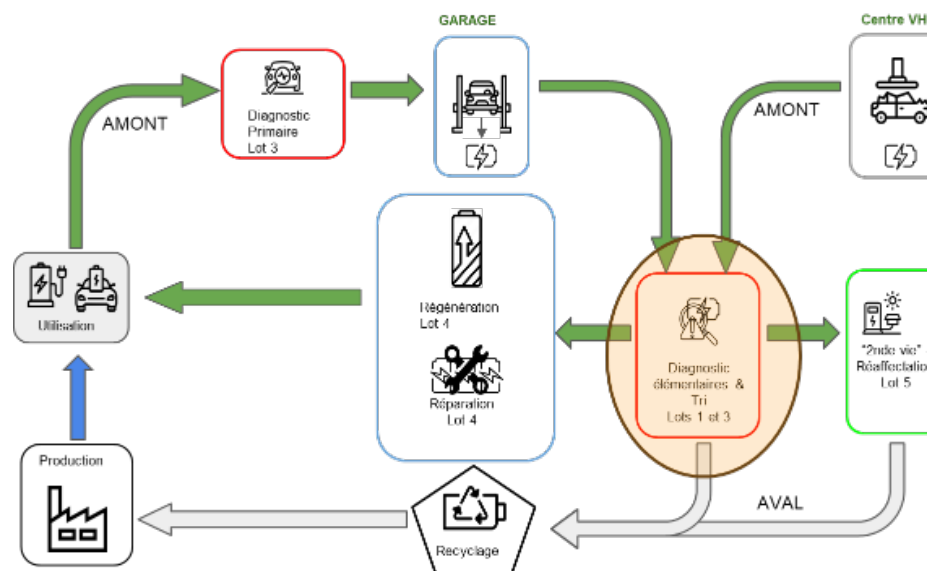 GARAGE
Centre VH
AMONT
Diagnostic
Primaire
Lot 3
AMONT
Régénération
Lot 4
Réparation
Lot 4
Utilisation
Diagnostic
élémentaires &
Tri
Lots 1 et 3
"2nde vie" -
Réaffectation
Lot 5
Production
AVAL
Recyclage